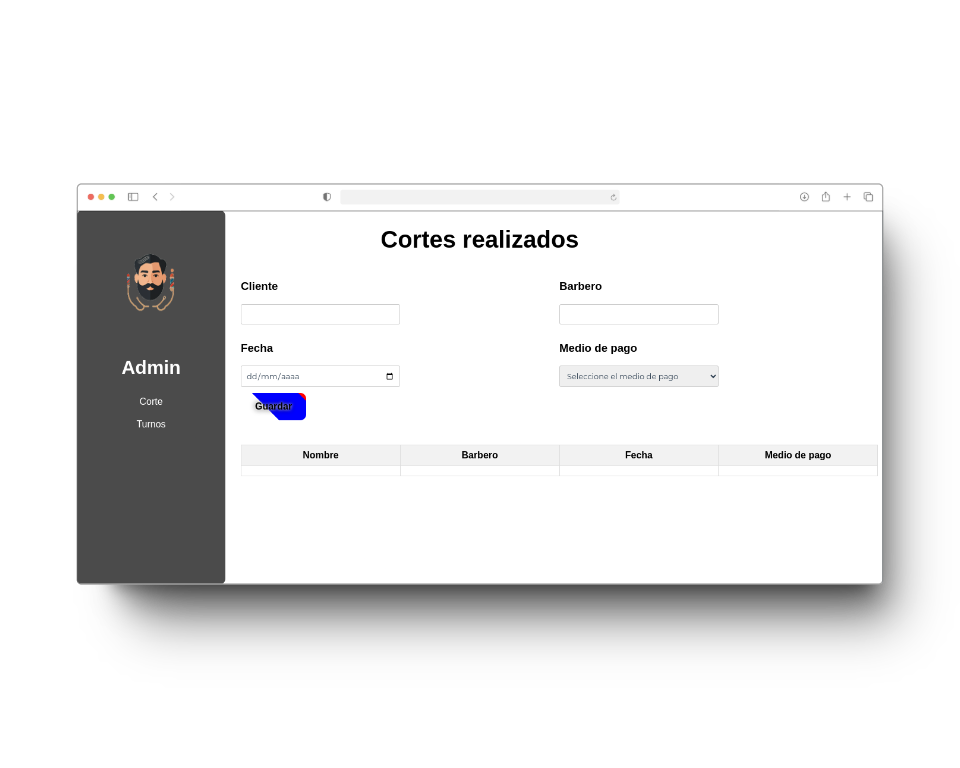 Cortes realizados
Admin
Corte
Turnos
Cliente
Barbero
Fecha
Medio de pago
dd/mm/aaaa
Seleccione el medio de pago
Guardar
Nombre Barbero Fecha Medio de pago